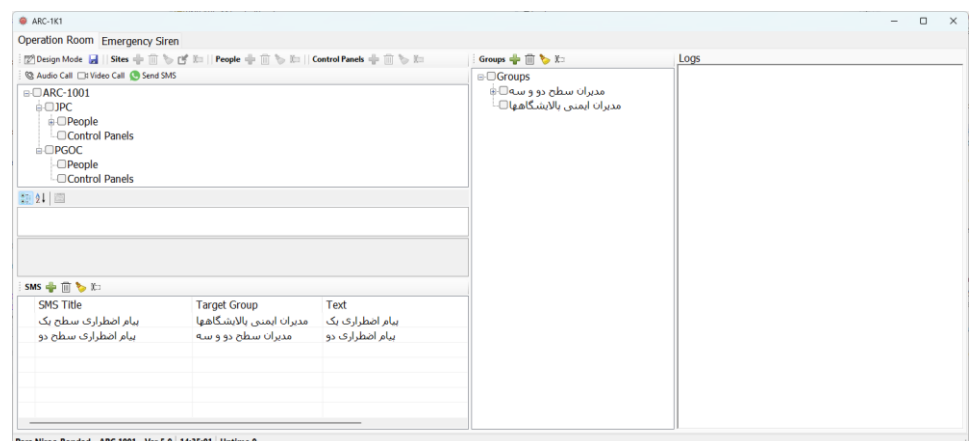 ARC-1K1
Operation Room Emergency Siren
Design Mode Sites People Control Panels
Audio Call Video Call Send SMS
ARC-1001
JPC
People
Control Panels
PGOC
People
Control Panels
SMS
SMS Title Target Group Text
پیام اضطراری سطح یک مدیران ایمنی پالایشگاهها پیام اضطراری یک
پیام اضطراری سطح دو مدیران سطح دو و سه پیام اضطراری دو
Groups
Groups
مدیران سطح دو و سه
مدیران ایمنی پالایشگاهها
Logs